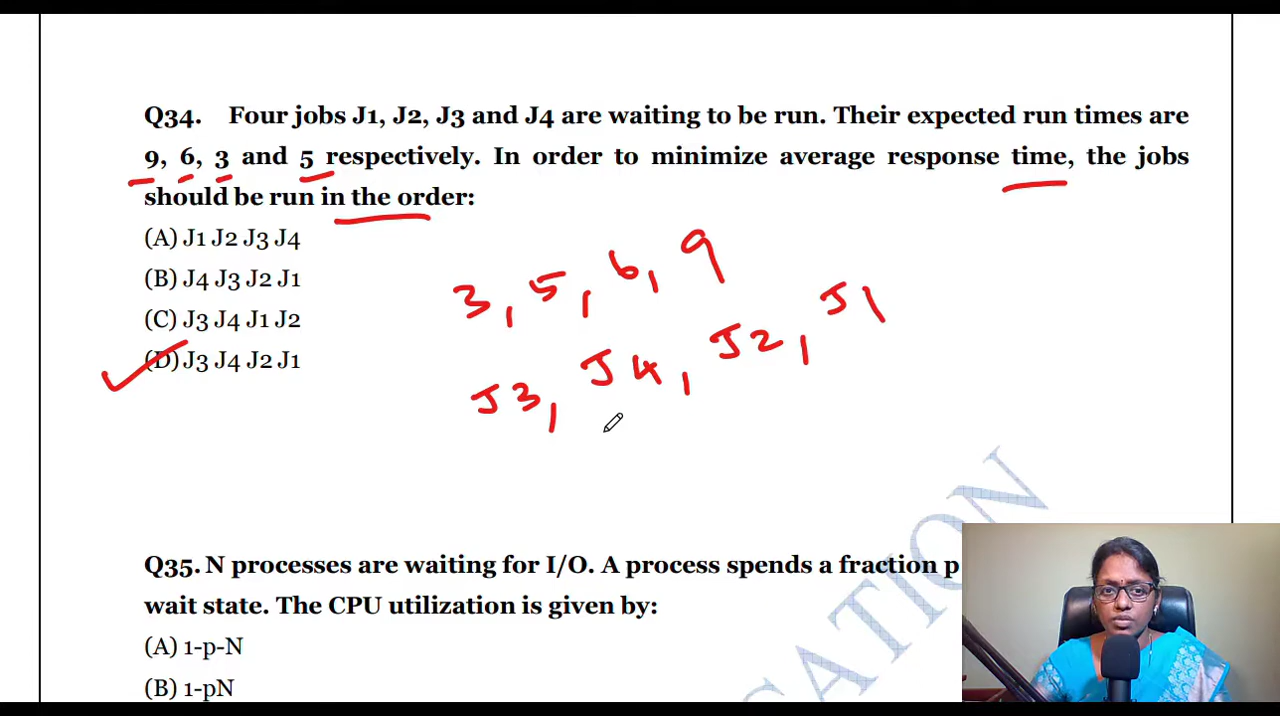 Q34. Four jobs J1, J2, J3 and J4 are waiting to be run. Their expected run times are
9, 6, 3 and 5 respectively. In order to minimize average response time, the jobs
should be run in the order:
(A) J1 J2 J3 J4
(B) J4 J3 J2 J1
(C) J3 J4 J1 J2
(D) J3 J4 J2 J1
3, 5, 6, 9
J3, J4, J2, J1
Q35. N processes are waiting for I/O. A process spends a fraction p
wait state. The CPU utilization is given by:
(A) 1-p-N
(B) 1-pN
CATION